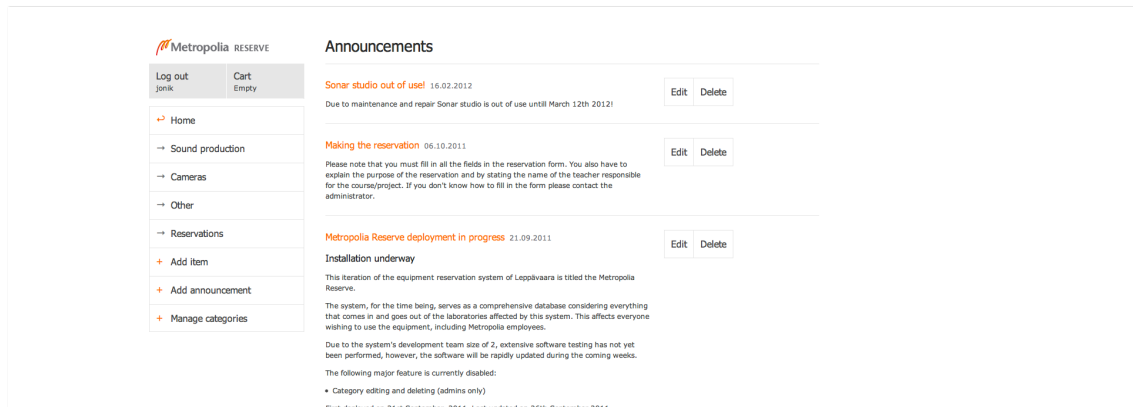 Metropolia RESERVE
Log out
jonik
Cart
Empty
Home
Sound production
Cameras
Other
Reservations
+ Add item
+ Add announcement
+ Manage categories
Announcements
Sonar studio out of use! 16.02.2012
Due to maintenance and repair Sonar studio is out of use untill March 12th 2012!
Edit Delete
Making the reservation 06.10.2011
Please note that you must fill in all the fields in the reservation form. You also have to
explain the purpose of the reservation and by stating the name of the teacher responsible
for the course/project. If you don't know how to fill in the form please contact the
administrator.
Edit Delete
Metropolia Reserve deployment in progress 21.09.2011
Installation underway
This iteration of the equipment reservation system of Leppävaara is titled the Metropolia
Reserve.
The system, for the time being, serves as a comprehensive database considering everything
that comes in and goes out of the laboratories affected by this system. This affects everyone
wishing to use the equipment, including Metropolia employees.
Due to the system's development team size of 2, extensive software testing has not yet
been performed, however, the software will be rapidly updated during the coming weeks.
The following major feature is currently disabled:
• Category editing and deleting (admins only)
Edit Delete